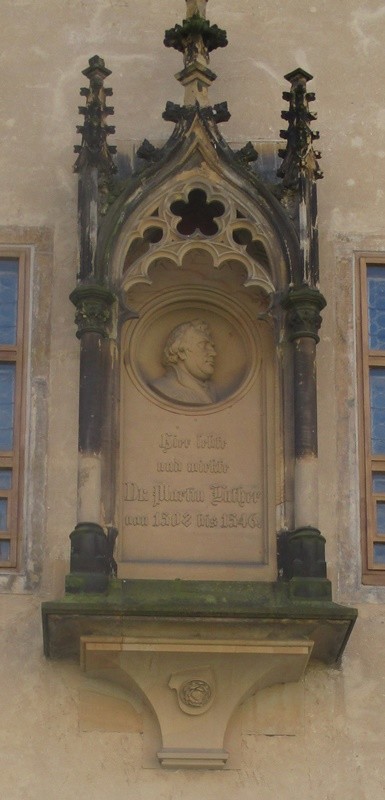 Hier lebte
und wirkte
Dr. Martin Luther
von 1508 bis 1546.